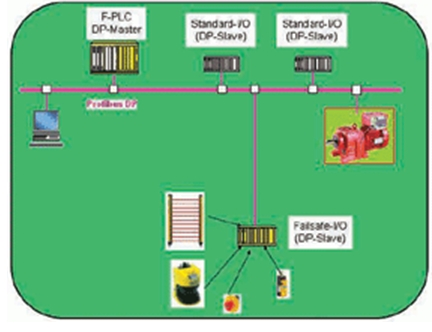 F-PLC
DP-Master
Standard-I/O
(DP-Slave)
Standard-I/O
(DP-Slave)
Profibus DP
Failsafe-I/O
(DP-Slave)